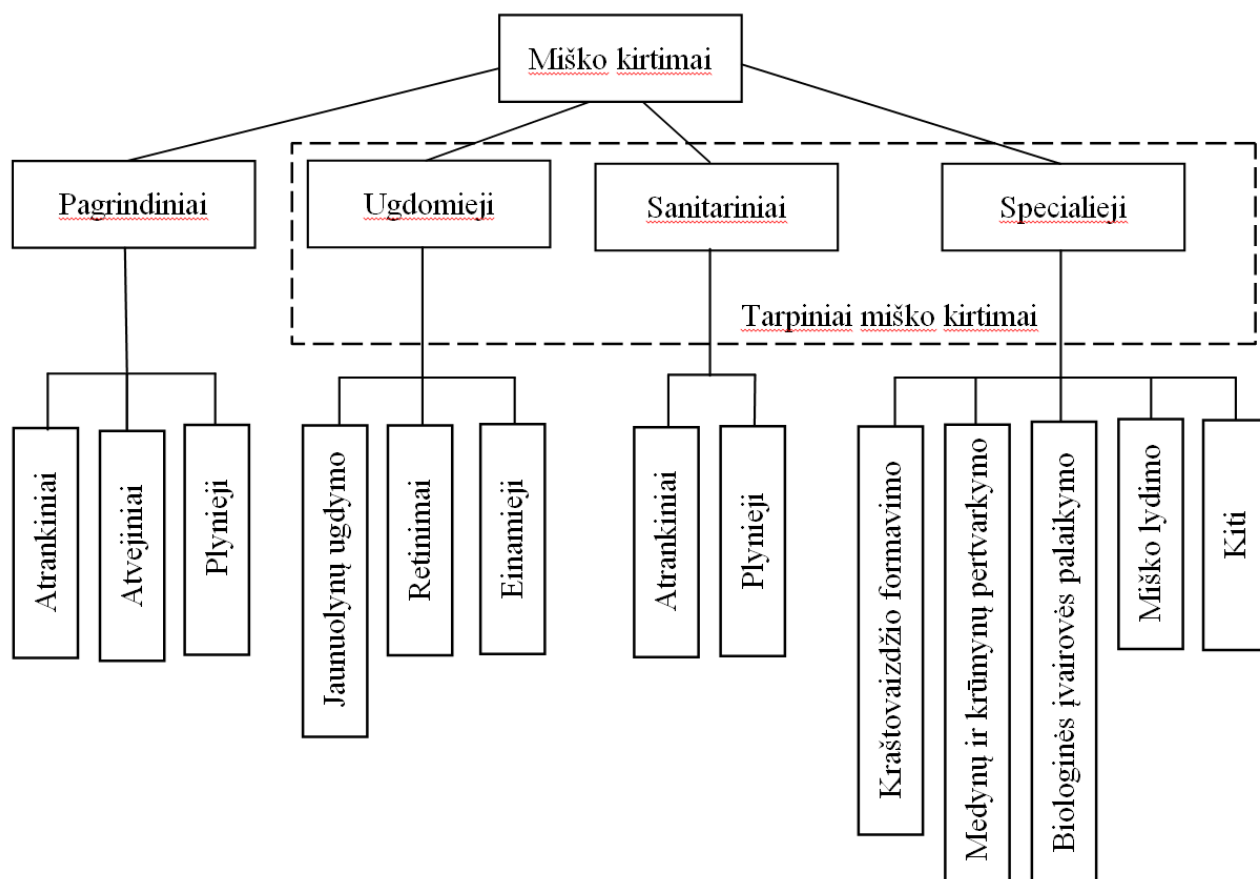 Miško kirtimai
Pagrindiniai
Ugdomieji
Sanitariniai
Specialieji
Tarpiniai miško kirtimai
Atrankiniai
Atvejiniai
Plynieji
Jaunuolynų ugdymo
Retinimai
Einamieji
Atrankiniai
Plynieji
Kraštovaizdžio formavimo
Medynų ir krūmynų pertvarkymo
Biologinės įvairovės palaikymo
Miško lydimo
Kiti